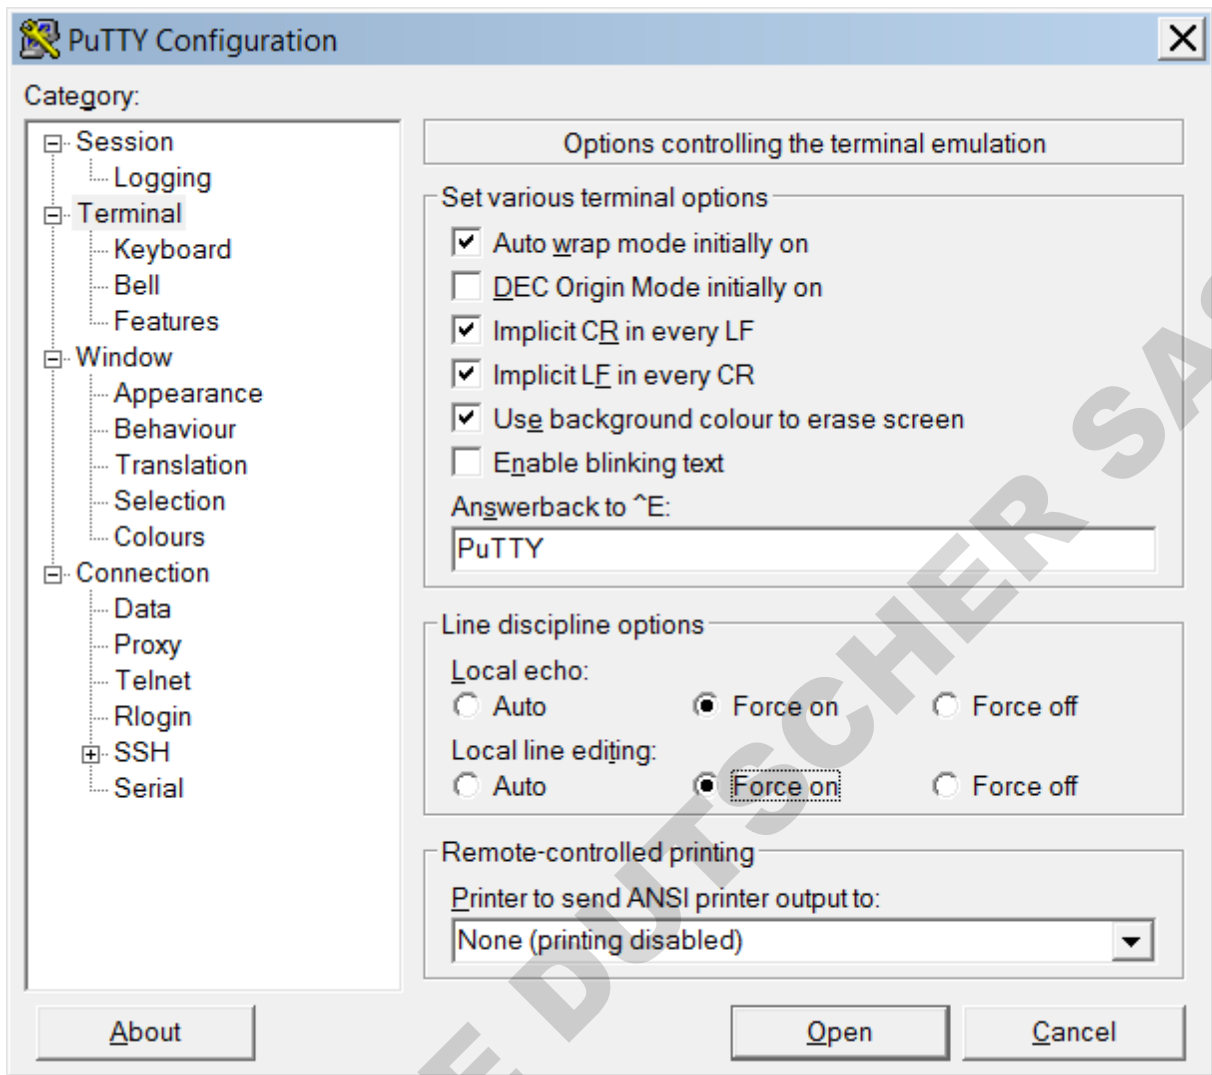 PuTTY Configuration
Category:
Session
Logging
Terminal
Keyboard
Bell
Features
Window
Appearance
Behaviour
Translation
Selection
Colours
Connection
Data
Proxy
Telnet
Rlogin
SSH
Serial
Options controlling the terminal emulation
Set various terminal options
Auto wrap mode initially on
DEC Origin Mode initially on
Implicit CR in every LF
Implicit LF in every CR
Use background colour to erase screen
Enable blinking text
Answerback to ^E:
PuTTY
Line discipline options
Local echo:
Auto Force on Force off
Local line editing:
Auto Force on Force off
Remote-controlled printing
Printer to send ANSI printer output to:
None (printing disabled)
About Open Cancel
DUTSCHER